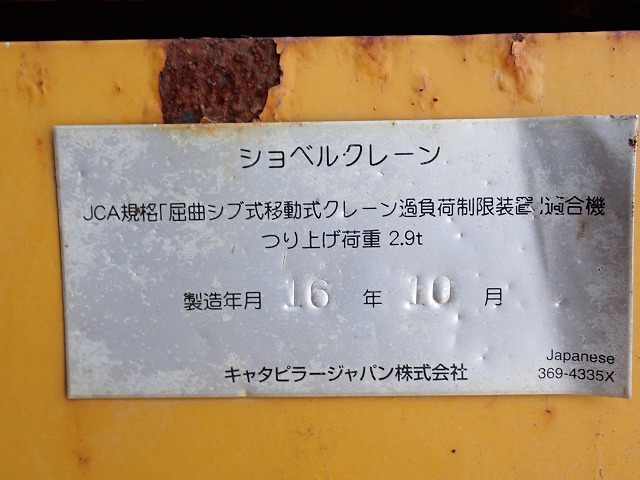 ショベルクレーン
JCA規格「屈曲ジブ式移動式クレーン過負荷制限装置」適合機
つり上げ荷重 2.9t
製造年月 16 年 10 月
キャタピラージャパン株式会社
Japanese
369-4335X